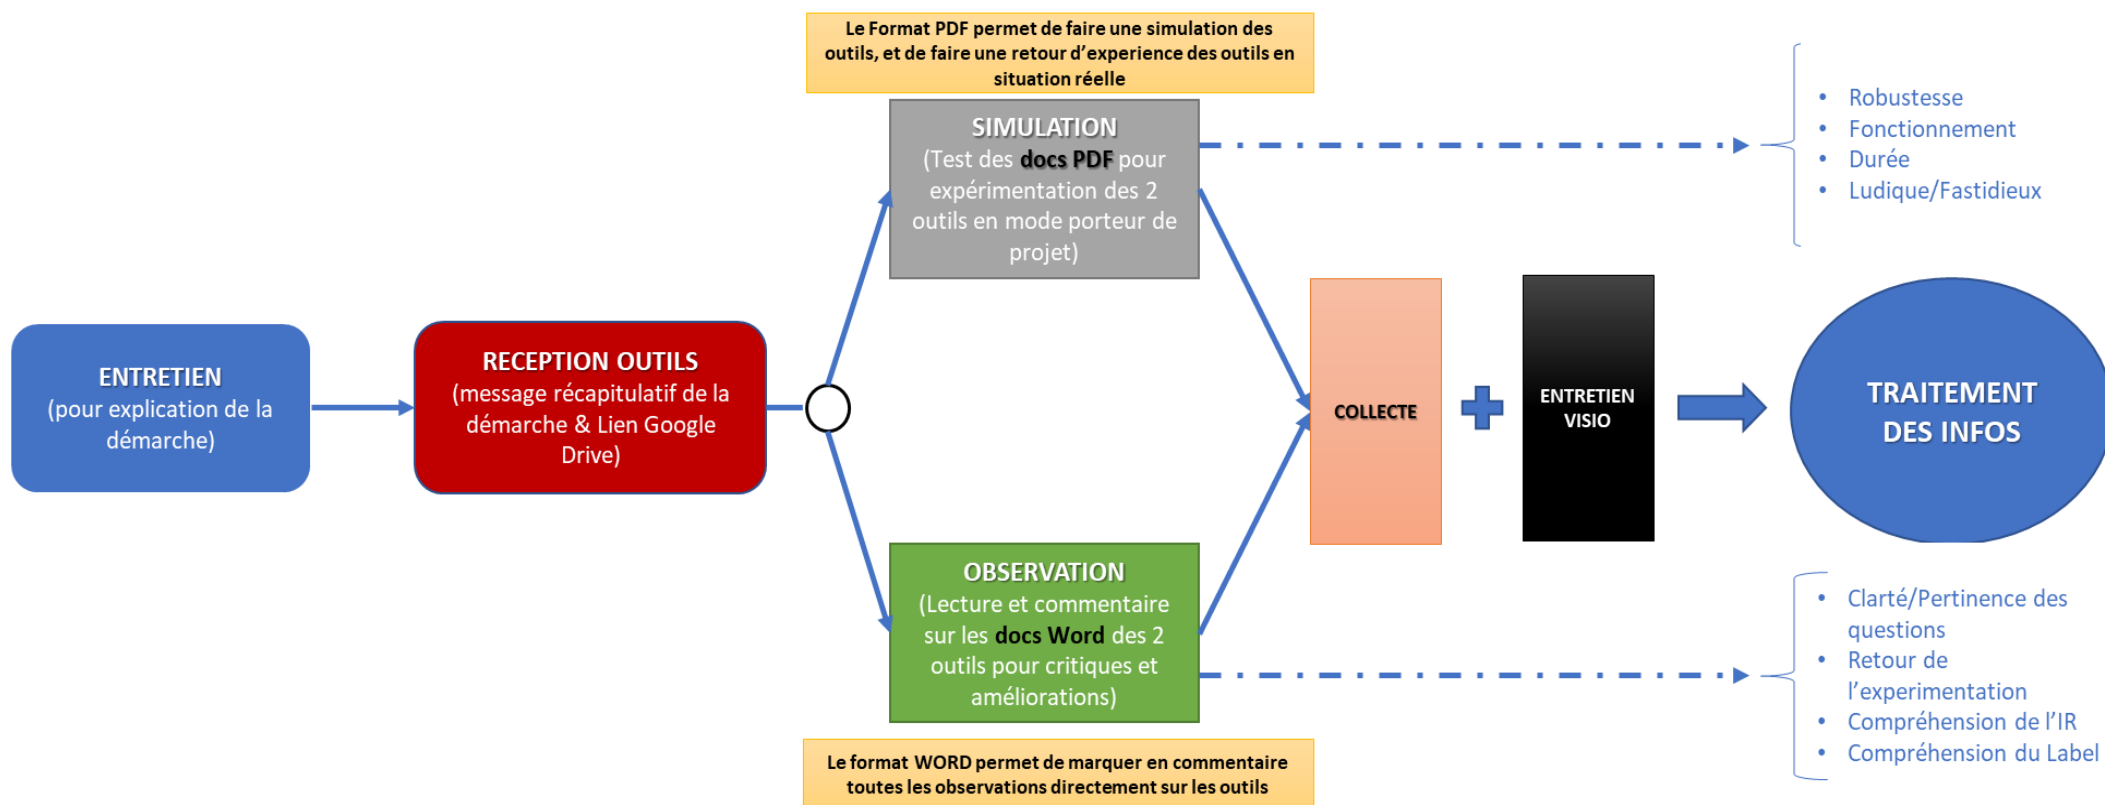 Le Format PDF permet de faire une simulation des
outils, et de faire une retour d’experience des outils en
situation réelle
SIMULATION
(Test des docs PDF pour
expérimentation des 2
outils en mode porteur de
projet)
• Robustesse
• Fonctionnement
• Durée
• Ludique/Fastidieux
ENTRETIEN
(pour explication de la
démarche)
RECEPTION OUTILS
(message récapitulatif de la
démarche & Lien Google
Drive)
COLLECTE
ENTRETIEN
VISIO
TRAITEMENT
DES INFOS
OBSERVATION
(Lecture et commentaire
sur les docs Word des 2
outils pour critiques et
améliorations)
• Clarté/Pertinence des
questions
• Retour de
l’experimentation
• Compréhension de l’IR
• Compréhension du Label
Le format WORD permet de marquer en commentaire
toutes les observations directement sur les outils